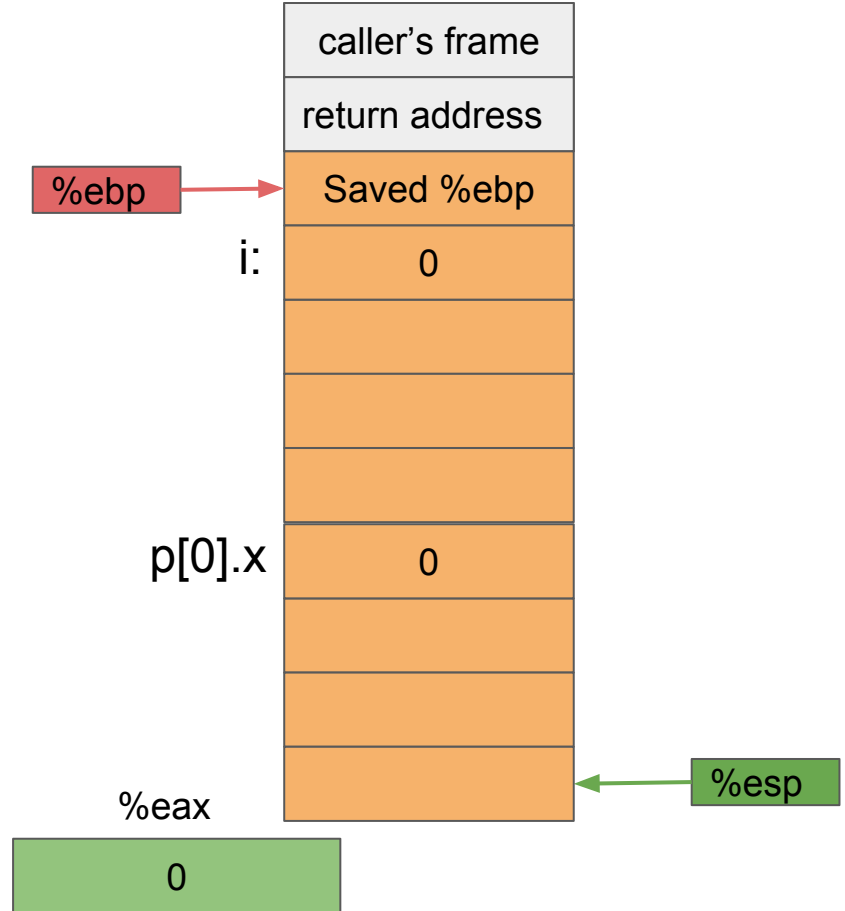 caller’s frame
return address
%ebp
Saved %ebp
i:
0
p[0].x
0
%esp
%eax
0